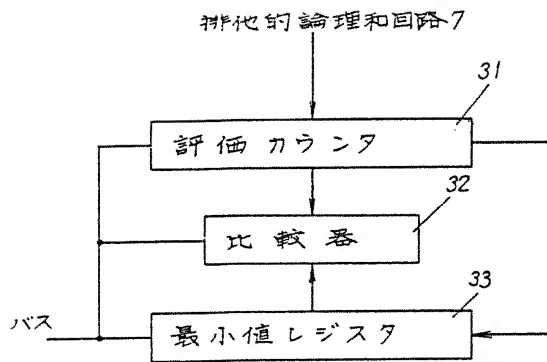 排他的論理和回路7
31
評価カウンタ
32
比較器
33
バス
最小値レジスタ